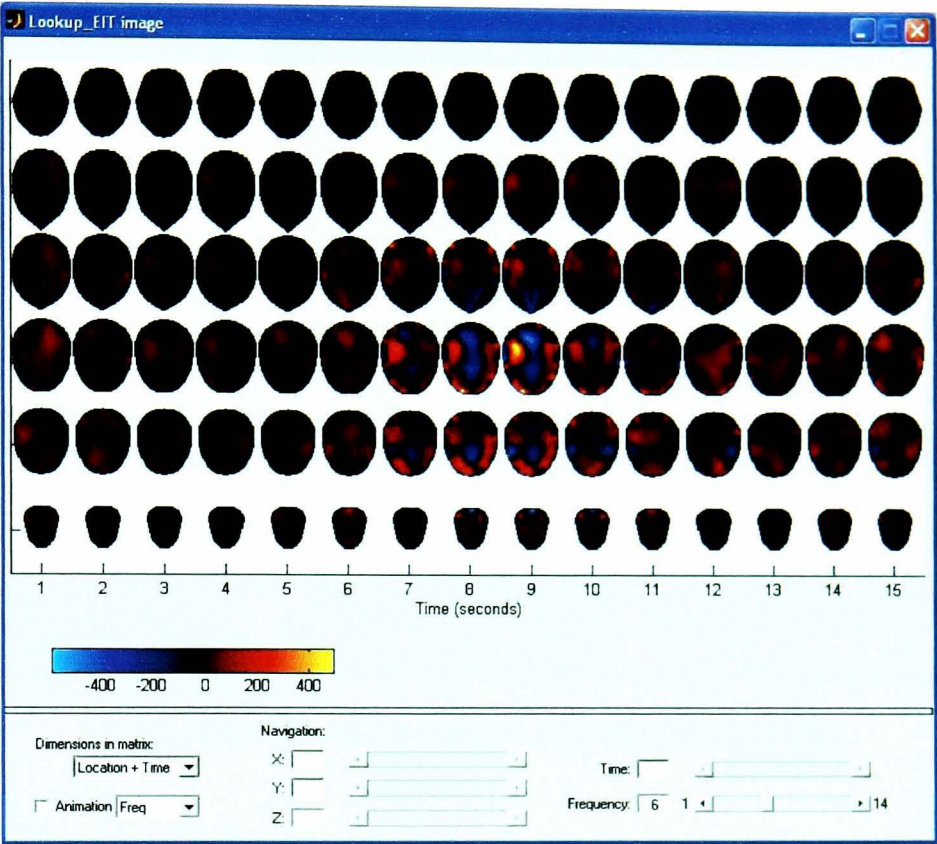 Lookup_EIT image
1 2 3 4 5 6 7 8 9 10 11 12 13 14 15
Time (seconds)
-400 -200 0 200 400
Dimensions in matrix:
Location + Time
Animation Freq
Navigation:
X:
Y:
Z:
Time:
Frequency: 6 1 14